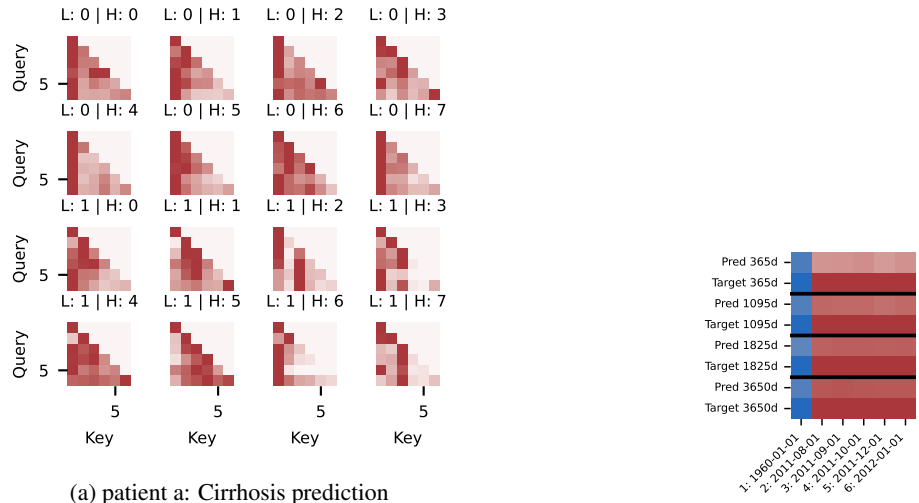 L: 0 | H: 0 L: 0 | H: 1 L: 0 | H: 2 L: 0 | H: 3
Query
5
L: 0 | H: 4 L: 0 | H: 5 L: 0 | H: 6 L: 0 | H: 7
Query
5
L: 1 | H: 0 L: 1 | H: 1 L: 1 | H: 2 L: 1 | H: 3
Query
5
L: 1 | H: 4 L: 1 | H: 5 L: 1 | H: 6 L: 1 | H: 7
Query
5
5 5 5 5
Key Key Key Key
(a) patient a: Cirrhosis prediction
Pred 365d
Target 365d
Pred 1095d
Target 1095d
Pred 1825d
Target 1825d
Pred 3650d
Target 3650d
1: 1960-01-01
2: 2011-08-01
3: 2011-09-01
4: 2011-10-01
5: 2011-12-01
6: 2012-01-01